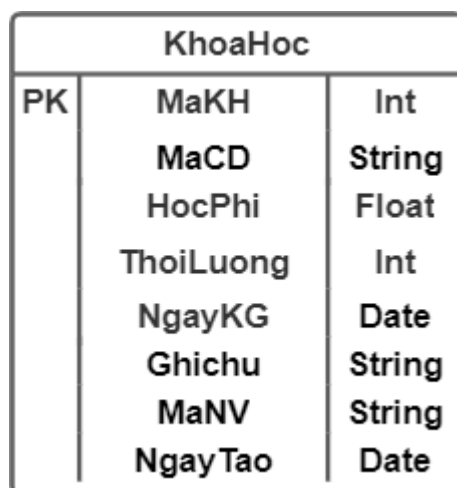 KhoaHoc
PK MaKH Int
MaCD String
HocPhi Float
ThoiLuong Int
NgayKG Date
Ghichu String
MaNV String
NgayTao Date